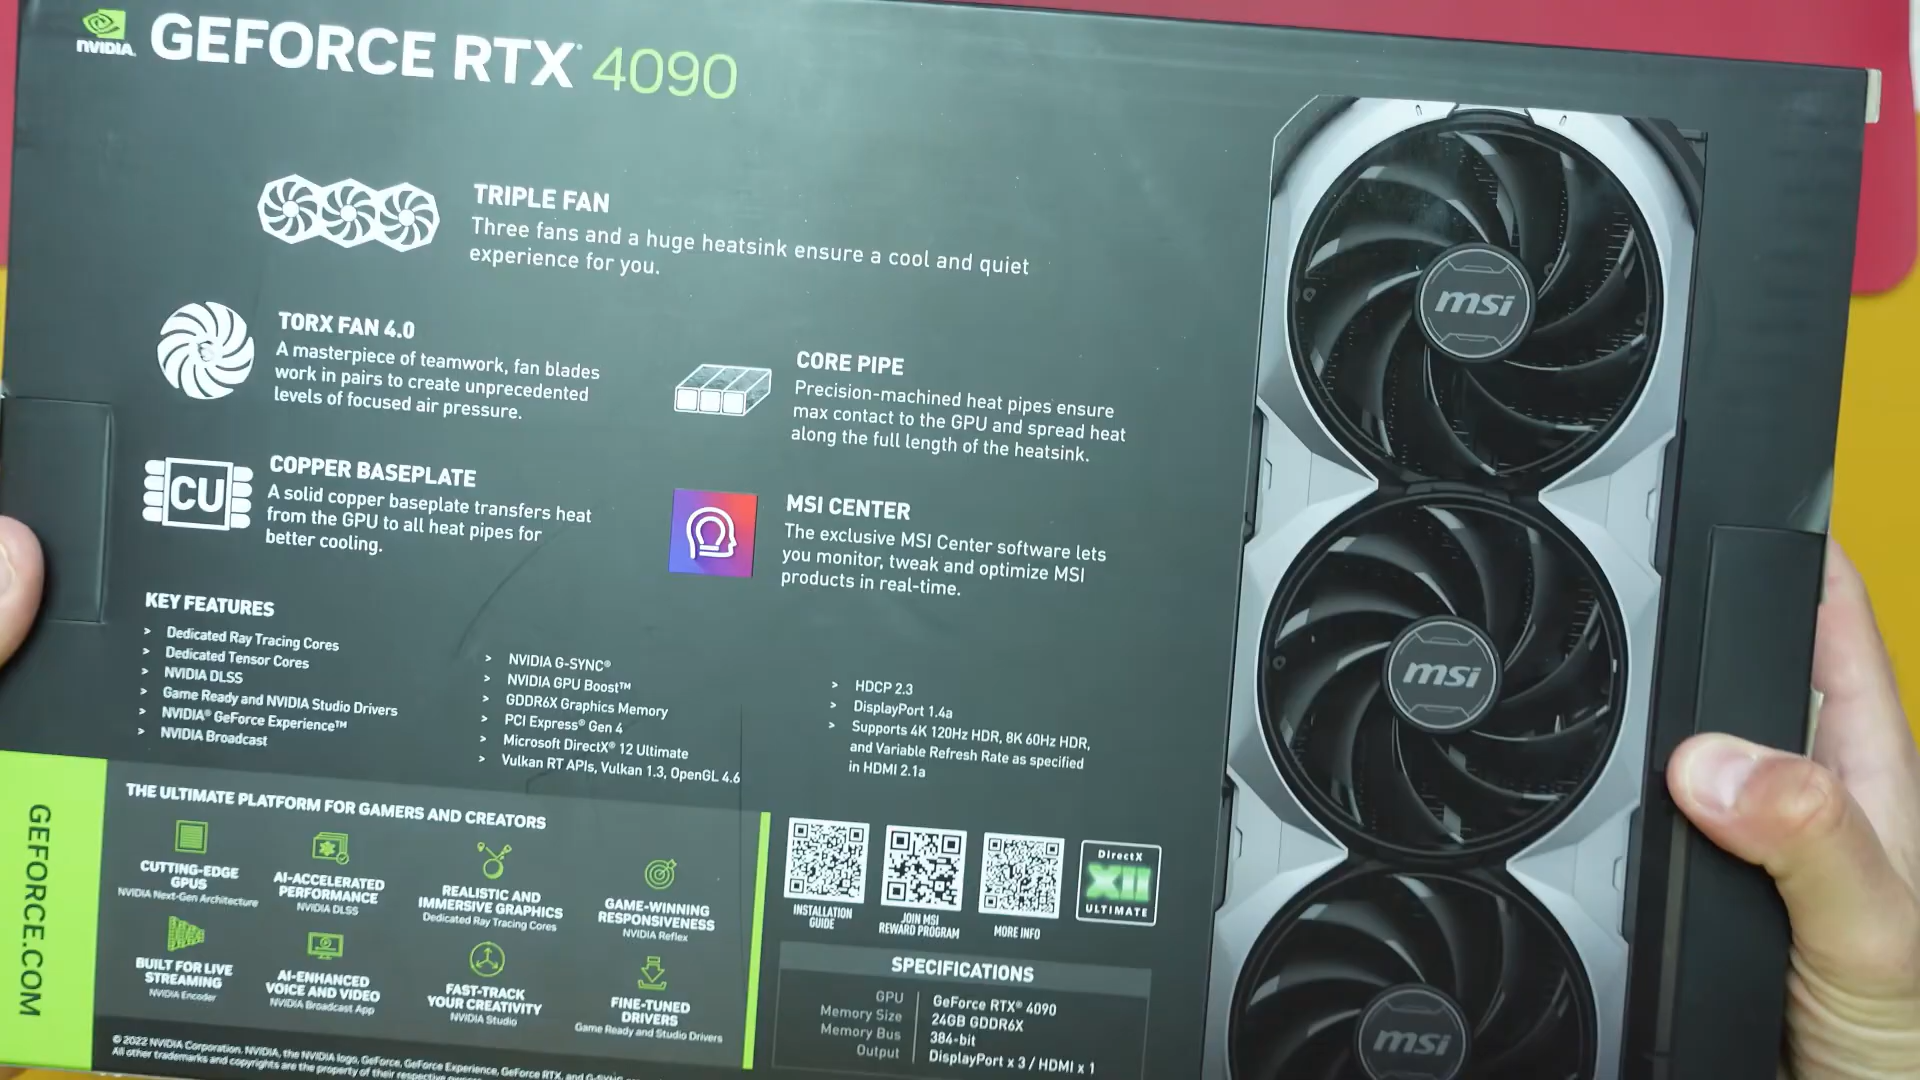 NVIDIA.
GEFORCE RTX 4090
TRIPLE FAN
Three fans and a huge heatsink ensure a cool and quiet
experience for you.
TORX FAN 4.0
A masterpiece of teamwork, fan blades
work in pairs to create unprecedented
levels of focused air pressure.
CORE PIPE
Precision-machined heat pipes ensure
max contact to the GPU and spread heat
along the full length of the heatsink.
CU
COPPER BASEPLATE
A solid copper baseplate transfers heat
from the GPU to all heat pipes for
better cooling.
MSI CENTER
The exclusive MSI Center software lets
you monitor, tweak and optimize MSI
products in real-time.
KEY FEATURES
> Dedicated Ray Tracing Cores
> Dedicated Tensor Cores
> NVIDIA DLSS
> Game Ready and NVIDIA Studio Drivers
> NVIDIA® GeForce Experience™
> NVIDIA Broadcast
> NVIDIA G-SYNC®
> NVIDIA GPU Boost™
> GDDR6X Graphics Memory
> PCI Express® Gen 4
> Microsoft DirectX® 12 Ultimate
> Vulkan RT APIs, Vulkan 1.3, OpenGL 4.6
> HDCP 2.3
> DisplayPort 1.4a
> Supports 4K 120Hz HDR, 8K 60Hz HDR,
and Variable Refresh Rate as specified
in HDMI 2.1a
GEFORCE.COM
THE ULTIMATE PLATFORM FOR GAMERS AND CREATORS
CUTTING-EDGE
GPUS
NVIDIA Next-Gen Architecture
AI-ACCELERATED
PERFORMANCE
NVIDIA DLSS
REALISTIC AND
IMMERSIVE GRAPHICS
Dedicated Ray Tracing Cores
GAME-WINNING
RESPONSIVENESS
NVIDIA Reflex
BUILT FOR LIVE
STREAMING
NVIDIA Encoder
AI-ENHANCED
VOICE AND VIDEO
NVIDIA Broadcast App
FAST-TRACK
YOUR CREATIVITY
NVIDIA Studio
FINE-TUNED
DRIVERS
Game Ready and Studio Drivers
© 2022 NVIDIA Corporation. NVIDIA, the NVIDIA logo, GeForce, GeForce Experience, GeForce RTX, and G-SYNC
All other trademarks and copyrights are the property of their respective
INSTALLATION
GUIDE
JOIN MSI
REWARD PROGRAM
MORE INFO
DirectX
XII
ULTIMATE
SPECIFICATIONS
GPU GeForce RTX® 4090
Memory Size 24GB GDDR6X
Memory Bus 384-bit
Output DisplayPort x 3 / HDMI x 1
msi
msi
msi